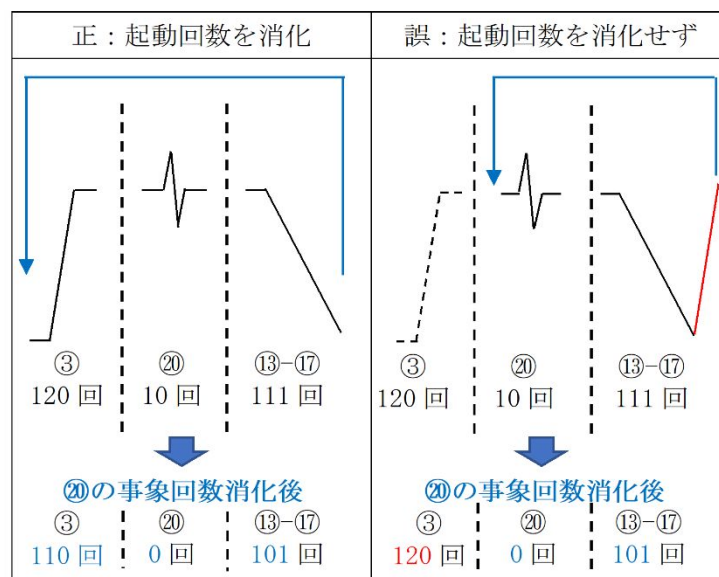 正：起動回数を消化
誤：起動回数を消化せず
③
⑳
⑬−⑰
120 回
10 回
111 回
⑳の事象回数消化後
③
⑳
⑬−⑰
110 回
0 回
101 回
③
⑳
⑬−⑰
120 回
10 回
111 回
⑳の事象回数消化後
③
⑳
⑬−⑰
120 回
0 回
101 回